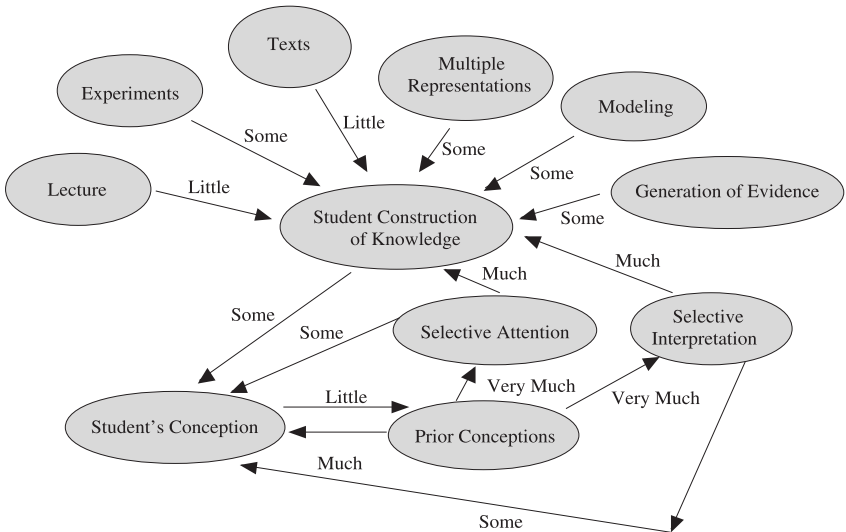 Texts
Multiple
Representations
Experiments
Modeling
Little
Some
Some
Some
Lecture
Little
Generation of Evidence
Student Construction
of Knowledge
Some
Much
Much
Some
Selective
Interpretation
Some
Selective Attention
Very Much
Little
Very Much
Student’s Conception
Prior Conceptions
Much
Some